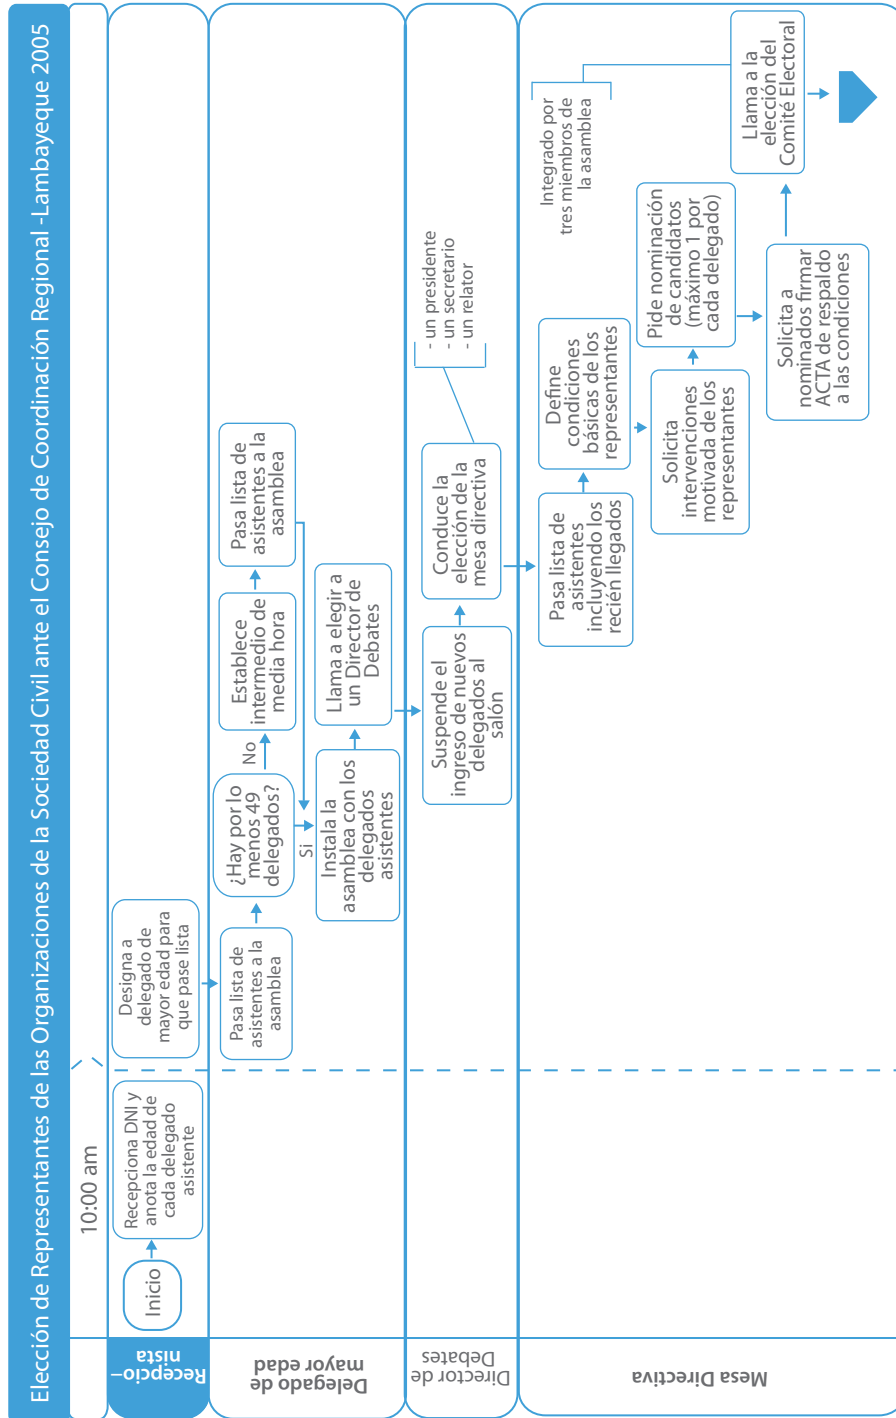 Elección de Representantes de las Organizaciones de la Sociedad Civil ante el Consejo de Coordinación Regional -Lambayeque 2005
10:00 am
Recepcio-
nista
Inicio
Recepciona DNI y
anota la edad de
cada delegado
asistente
Designa a
delegado de
mayor edad para
que pase lista
Delegado de
mayor edad
Pasa lista de
asistentes a la
asamblea
¿Hay por lo
menos 49
delegados?
No
Si
Establece
intermedio de
media hora
Pasa lista de
asistentes a la
asamblea
Instala la
asamblea con los
delegados
asistentes
Llama a elegir a
un Director de
Debates
Director de
Debates
Suspende el
ingreso de nuevos
delegados al
salón
Conduce la
elección de la
mesa directiva
- un presidente
- un secretario
- un relator
Mesa Directiva
Pasa lista de
asistentes
incluyendo los
recién llegados
Define
condiciones
básicas de los
representantes
Solicita
intervenciones
motivada de los
representantes
Pide nominación
de candidatos
(máximo 1 por
cada delegado)
Solicita a
nominados firmar
ACTA de respaldo
a las condiciones
Integrado por
tres miembros de
la asamblea
Llama a la
elección del
Comité Electoral